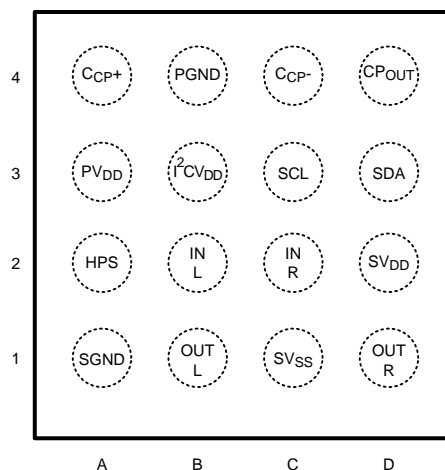 4 CCP+ PGND CCP- CPOUT
3 PVDD I²CVDD SCL SDA
2 HPS IN L IN R SVDD
1 SGND OUT L SVSS OUT R
A B C D